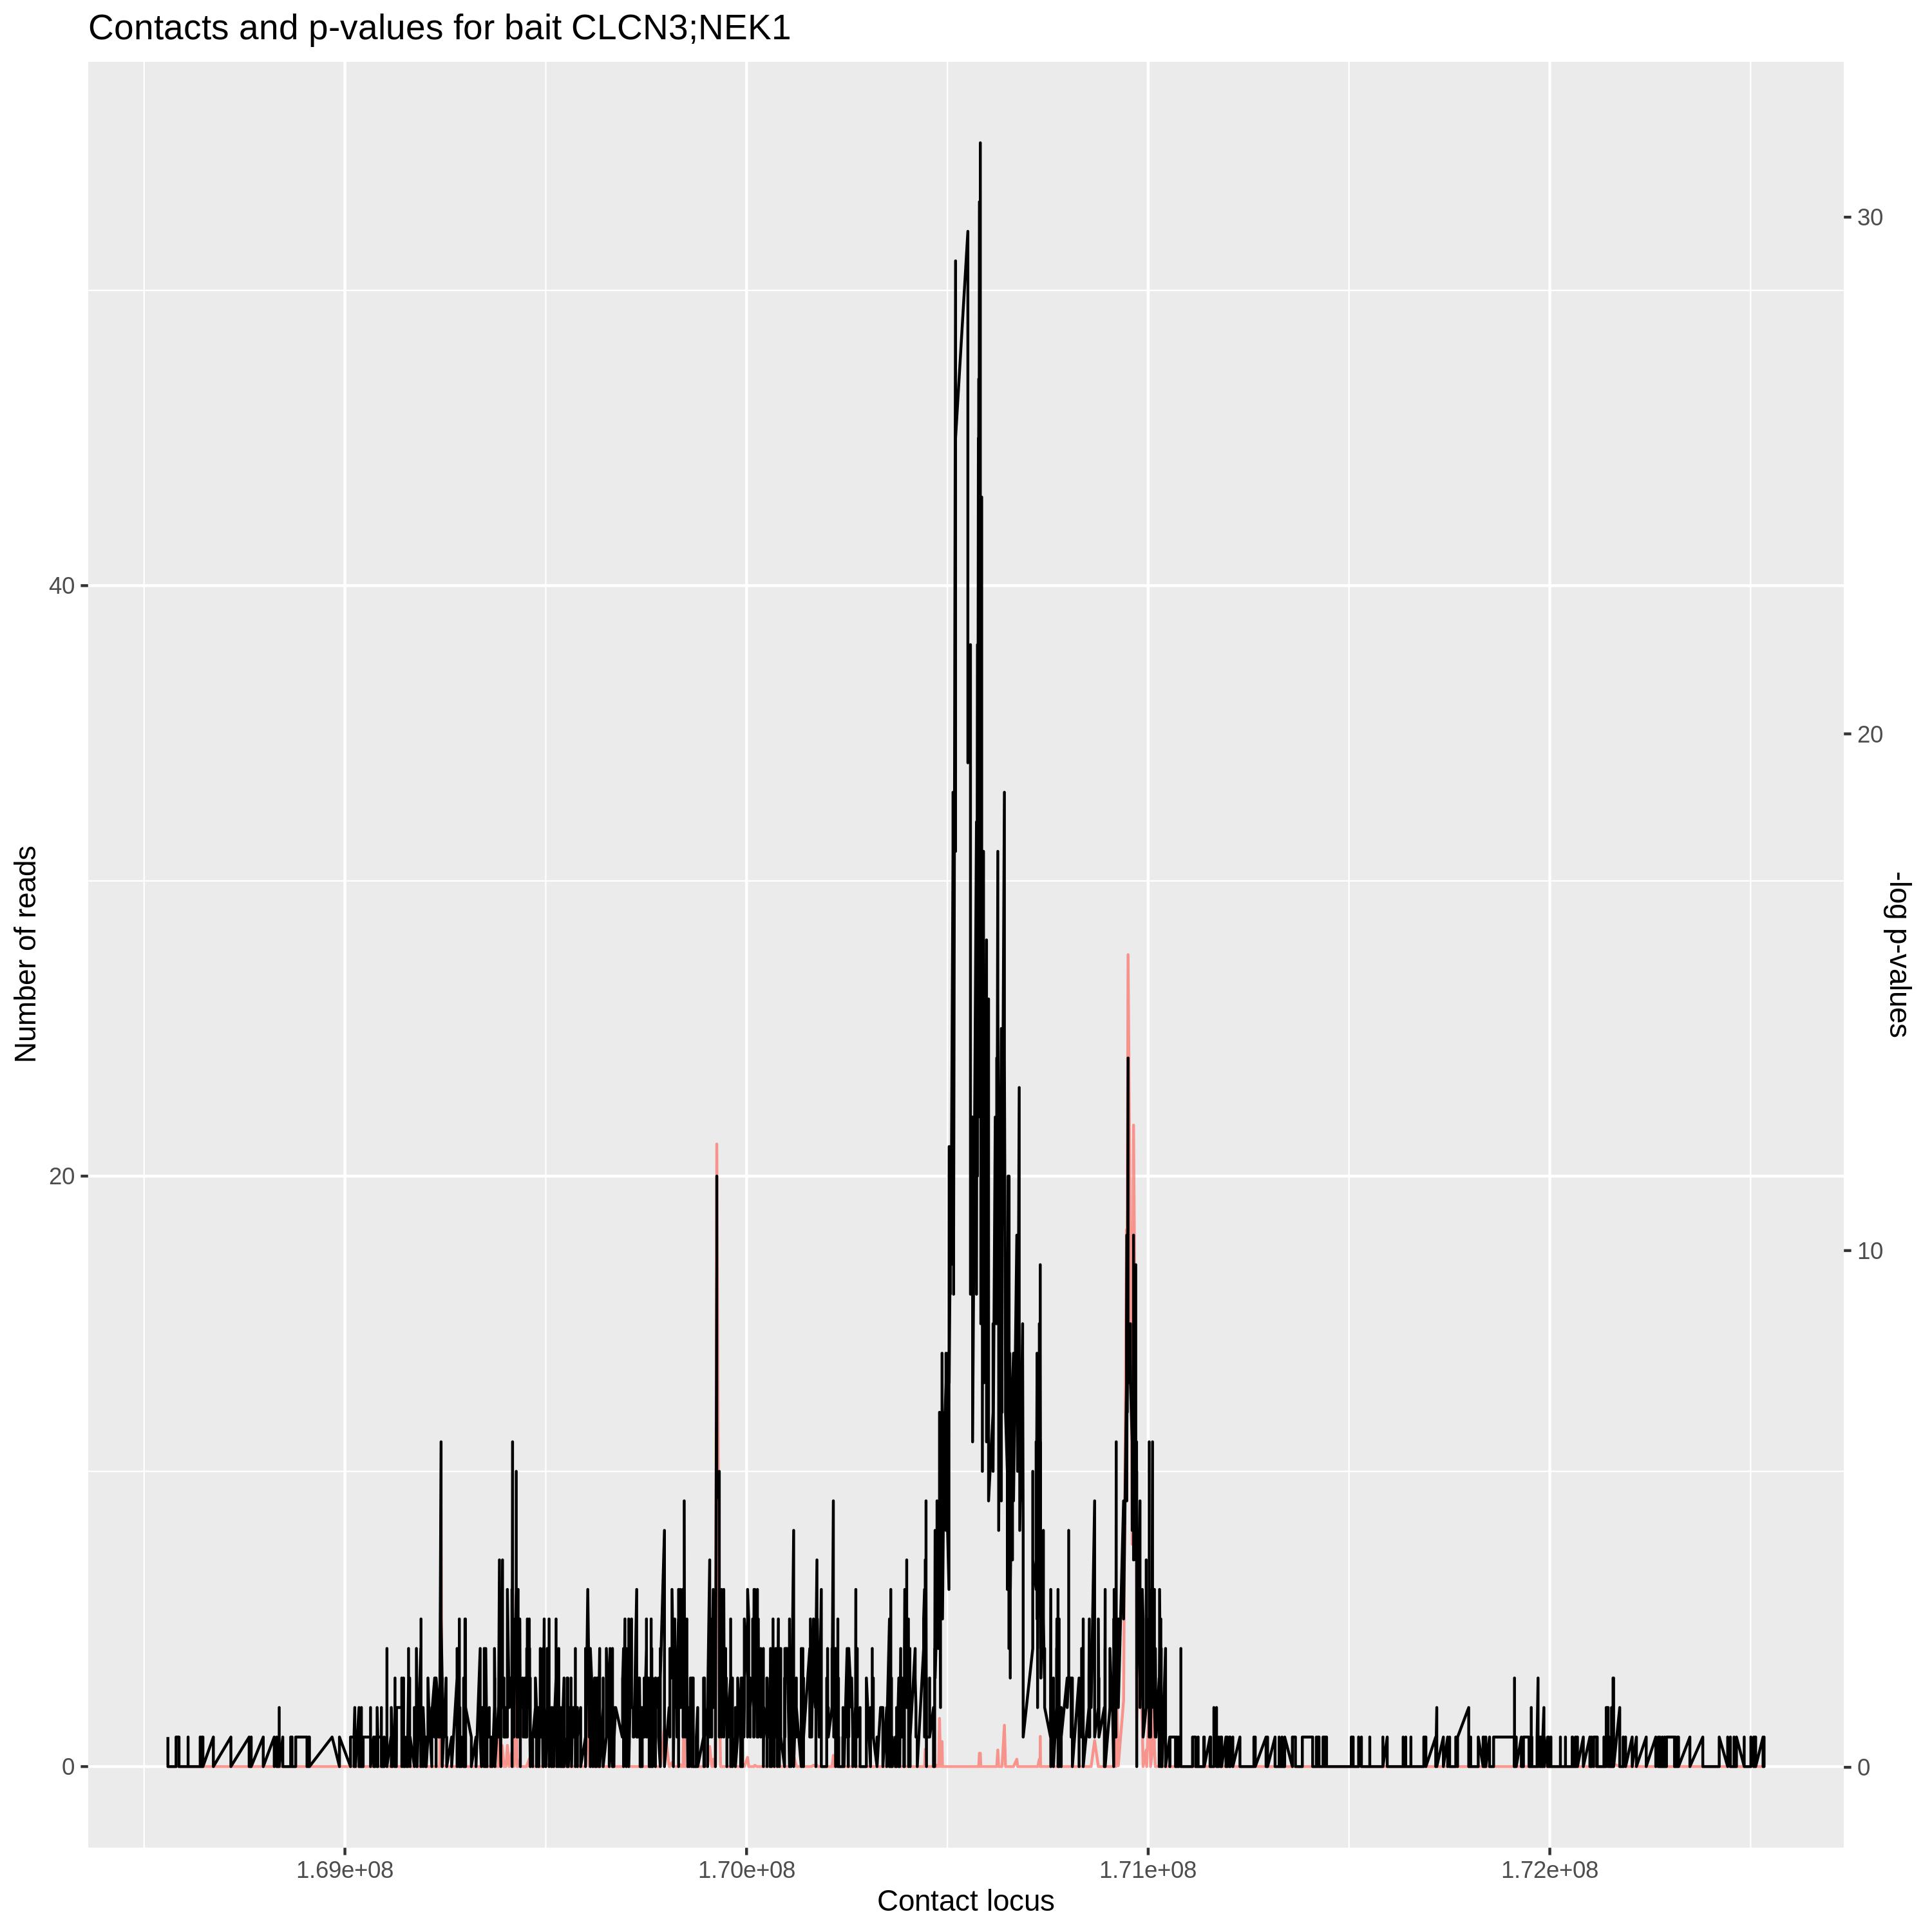 Contacts and p-values for bait CLCN3;NEK1
Number of reads
40
20
0
30
20
10
0
-log p-values
1.69e+08
1.70e+08
1.71e+08
1.72e+08
Contact locus